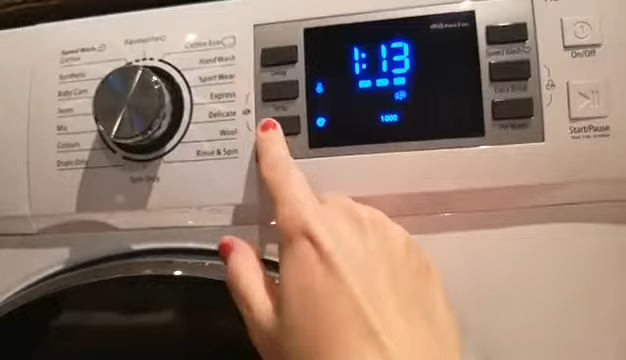 Speed Wash
Favourite
Cotton Eco
Cotton
Hand Wash
Synthetic
Sport Wear
Baby Care
Express
Delicate
Mix
Wool
Colours
Drain Only
Rinse & Spin
Spin Only
Delay
Temp.
1:13
1000
Speed Wash
Extra Rinse
Pre Wash
On/Off
Start/Pause